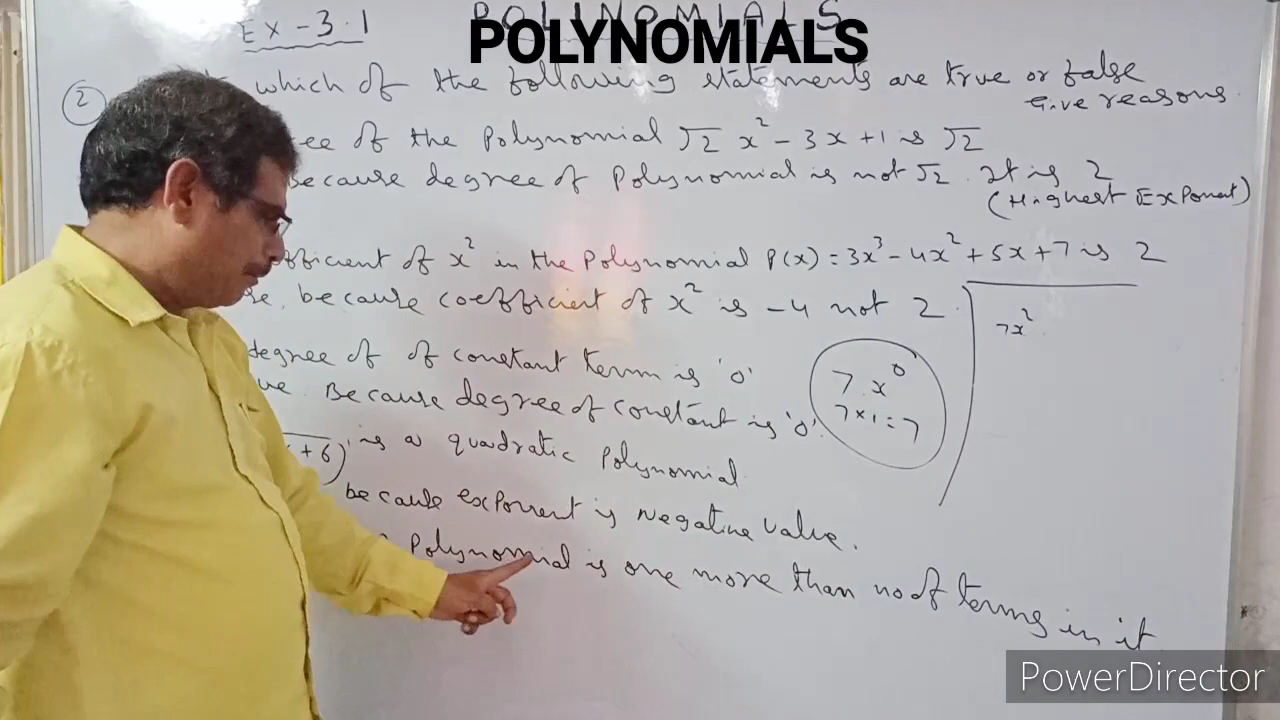 EX - 3.1
POLINOMIALS
POLYNOMIALS
② which of the following statements are true or false
Give reasons.
ree of the polynomial √2 x² - 3x + 1 is √2
Because degree of polynomial is not √2. It is 2
(Highest Exponent)
efficient of x² in the polynomial P(x) = 3x³ - 4x² + 5x + 7 is 2
se, because coefficient of x² is -4 not 2.
7x²
degree of of constant term is '0'
7.x⁰
ue. Because degree of constant is '0'.
7×1=7
+6) is a quadratic polynomial
because exponent is negative value.
polynomial is one more than no of terms in it
PowerDirector